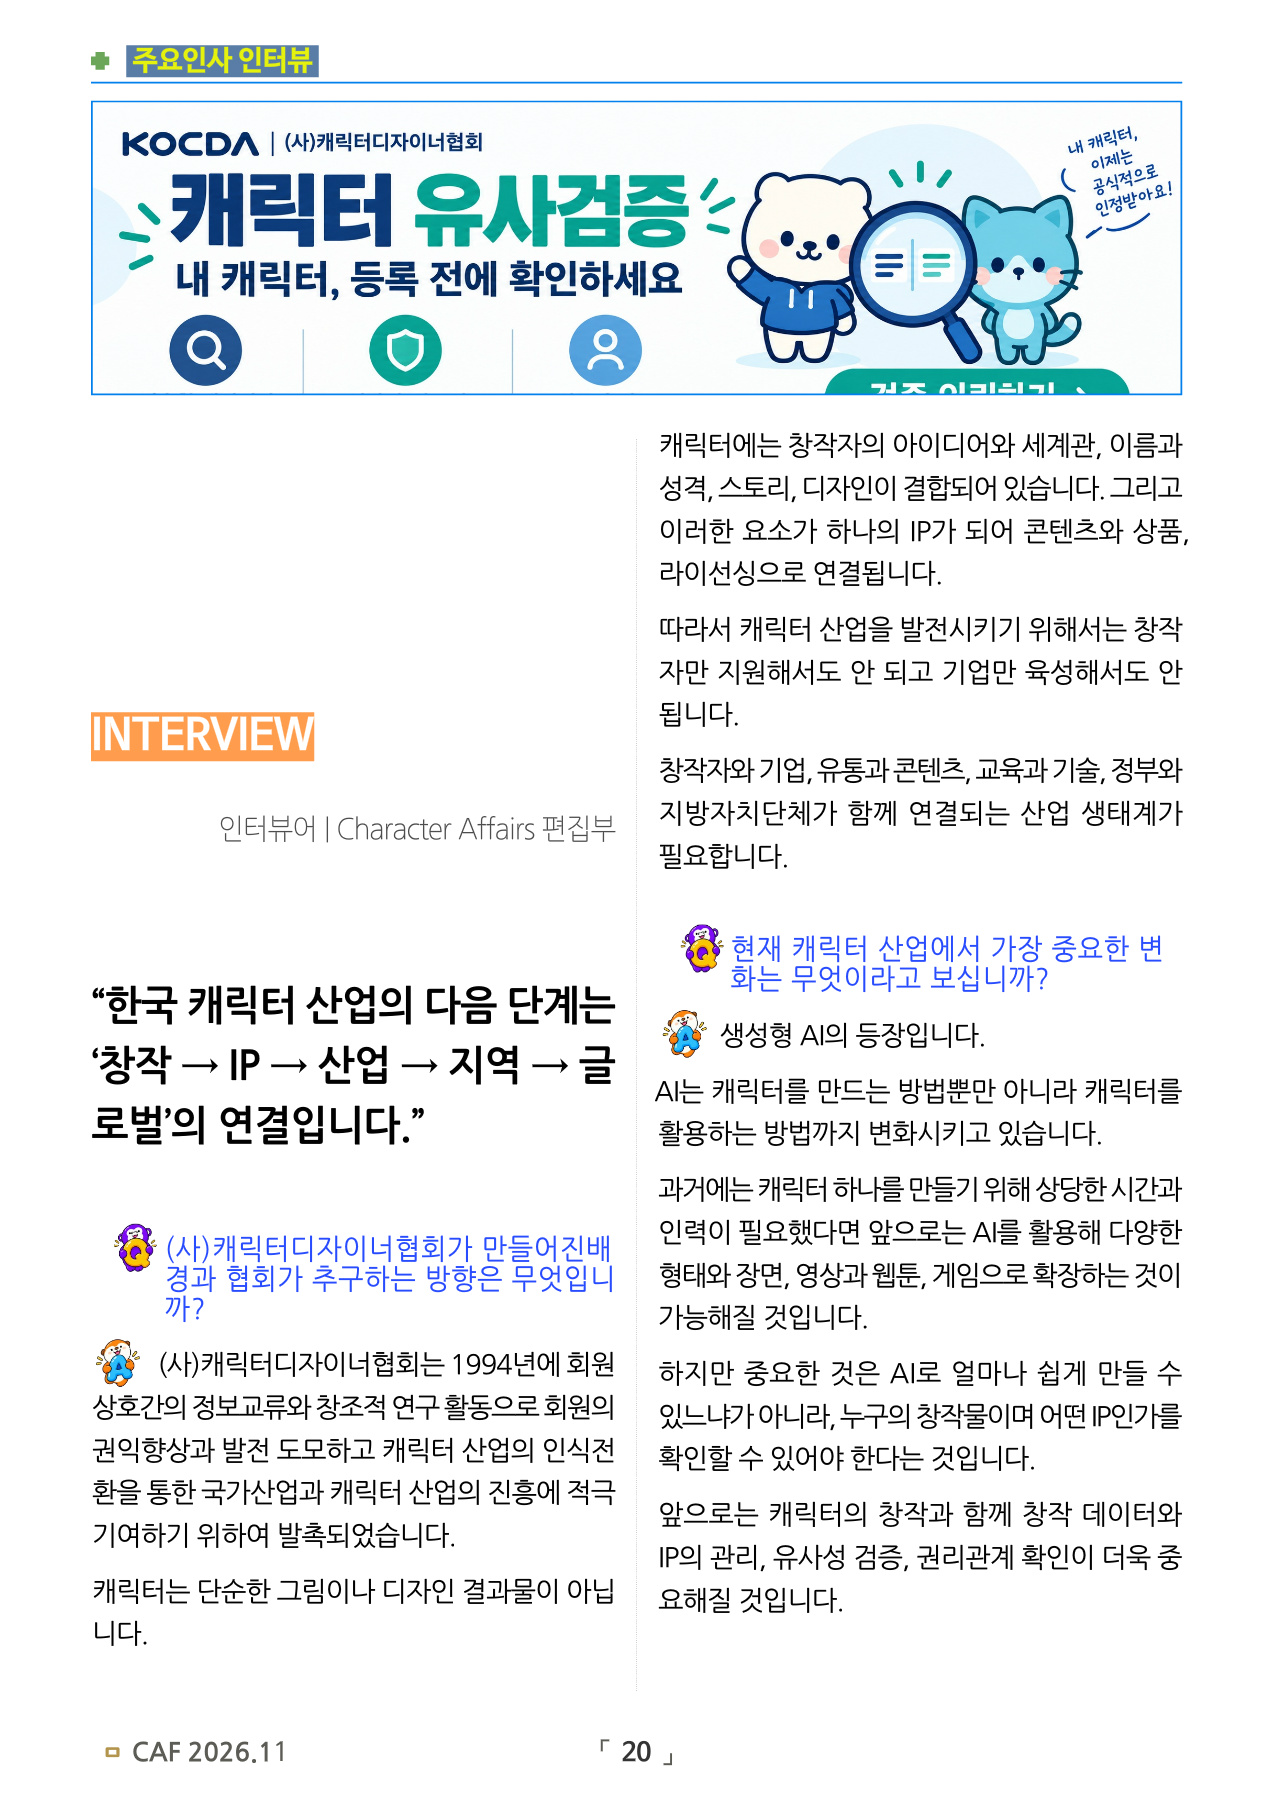 주요인사 인터뷰
KOCDA | (사)캐릭터디자이너협회
캐릭터 유사검증
내 캐릭터, 등록 전에 확인하세요
내 캐릭터,
이제는
공식적으로
인정받아요!
INTERVIEW
인터뷰어 | Character Affairs 편집부
“한국 캐릭터 산업의 다음 단계는
‘창작 → IP → 산업 → 지역 → 글
로벌’의 연결입니다.”
Q (사)캐릭터디자이너협회가 만들어진배
경과 협회가 추구하는 방향은 무엇입니
까?
A (사)캐릭터디자이너협회는 1994년에 회원
상호간의 정보교류와 창조적 연구 활동으로 회원의
권익향상과 발전 도모하고 캐릭터 산업의 인식전
환을 통한 국가산업과 캐릭터 산업의 진흥에 적극
기여하기 위하여 발촉되었습니다.
캐릭터는 단순한 그림이나 디자인 결과물이 아닙
니다.
캐릭터에는 창작자의 아이디어와 세계관, 이름과
성격, 스토리, 디자인이 결합되어 있습니다. 그리고
이러한 요소가 하나의 IP가 되어 콘텐츠와 상품,
라이선싱으로 연결됩니다.
따라서 캐릭터 산업을 발전시키기 위해서는 창작
자만 지원해서도 안 되고 기업만 육성해서도 안
됩니다.
창작자와 기업, 유통과 콘텐츠, 교육과 기술, 정부와
지방자치단체가 함께 연결되는 산업 생태계가
필요합니다.
Q 현재 캐릭터 산업에서 가장 중요한 변
화는 무엇이라고 보십니까?
A 생성형 AI의 등장입니다.
AI는 캐릭터를 만드는 방법뿐만 아니라 캐릭터를
활용하는 방법까지 변화시키고 있습니다.
과거에는 캐릭터 하나를 만들기 위해 상당한 시간과
인력이 필요했다면 앞으로는 AI를 활용해 다양한
형태와 장면, 영상과 웹툰, 게임으로 확장하는 것이
가능해질 것입니다.
하지만 중요한 것은 AI로 얼마나 쉽게 만들 수
있느냐가 아니라, 누구의 창작물이며 어떤 IP인가를
확인할 수 있어야 한다는 것입니다.
앞으로는 캐릭터의 창작과 함께 창작 데이터와
IP의 관리, 유사성 검증, 권리관계 확인이 더욱 중
요해질 것입니다.
CAF 2026.11
「 20 」